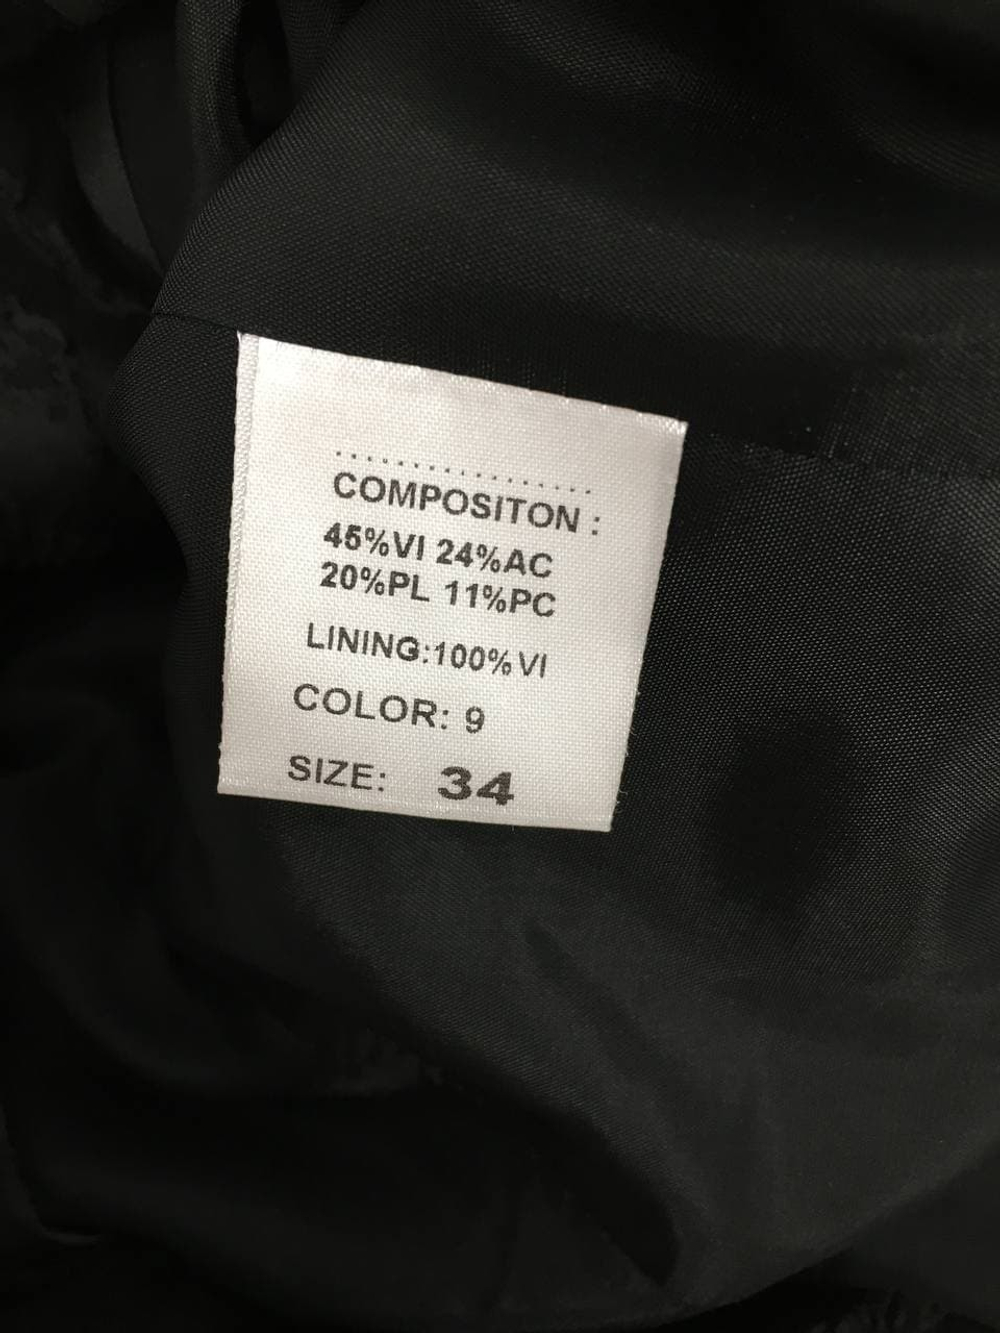 COMPOSITON :
45%VI 24%AC
20%PL 11%PC
LINING:100%VI
COLOR: 9
SIZE: 34